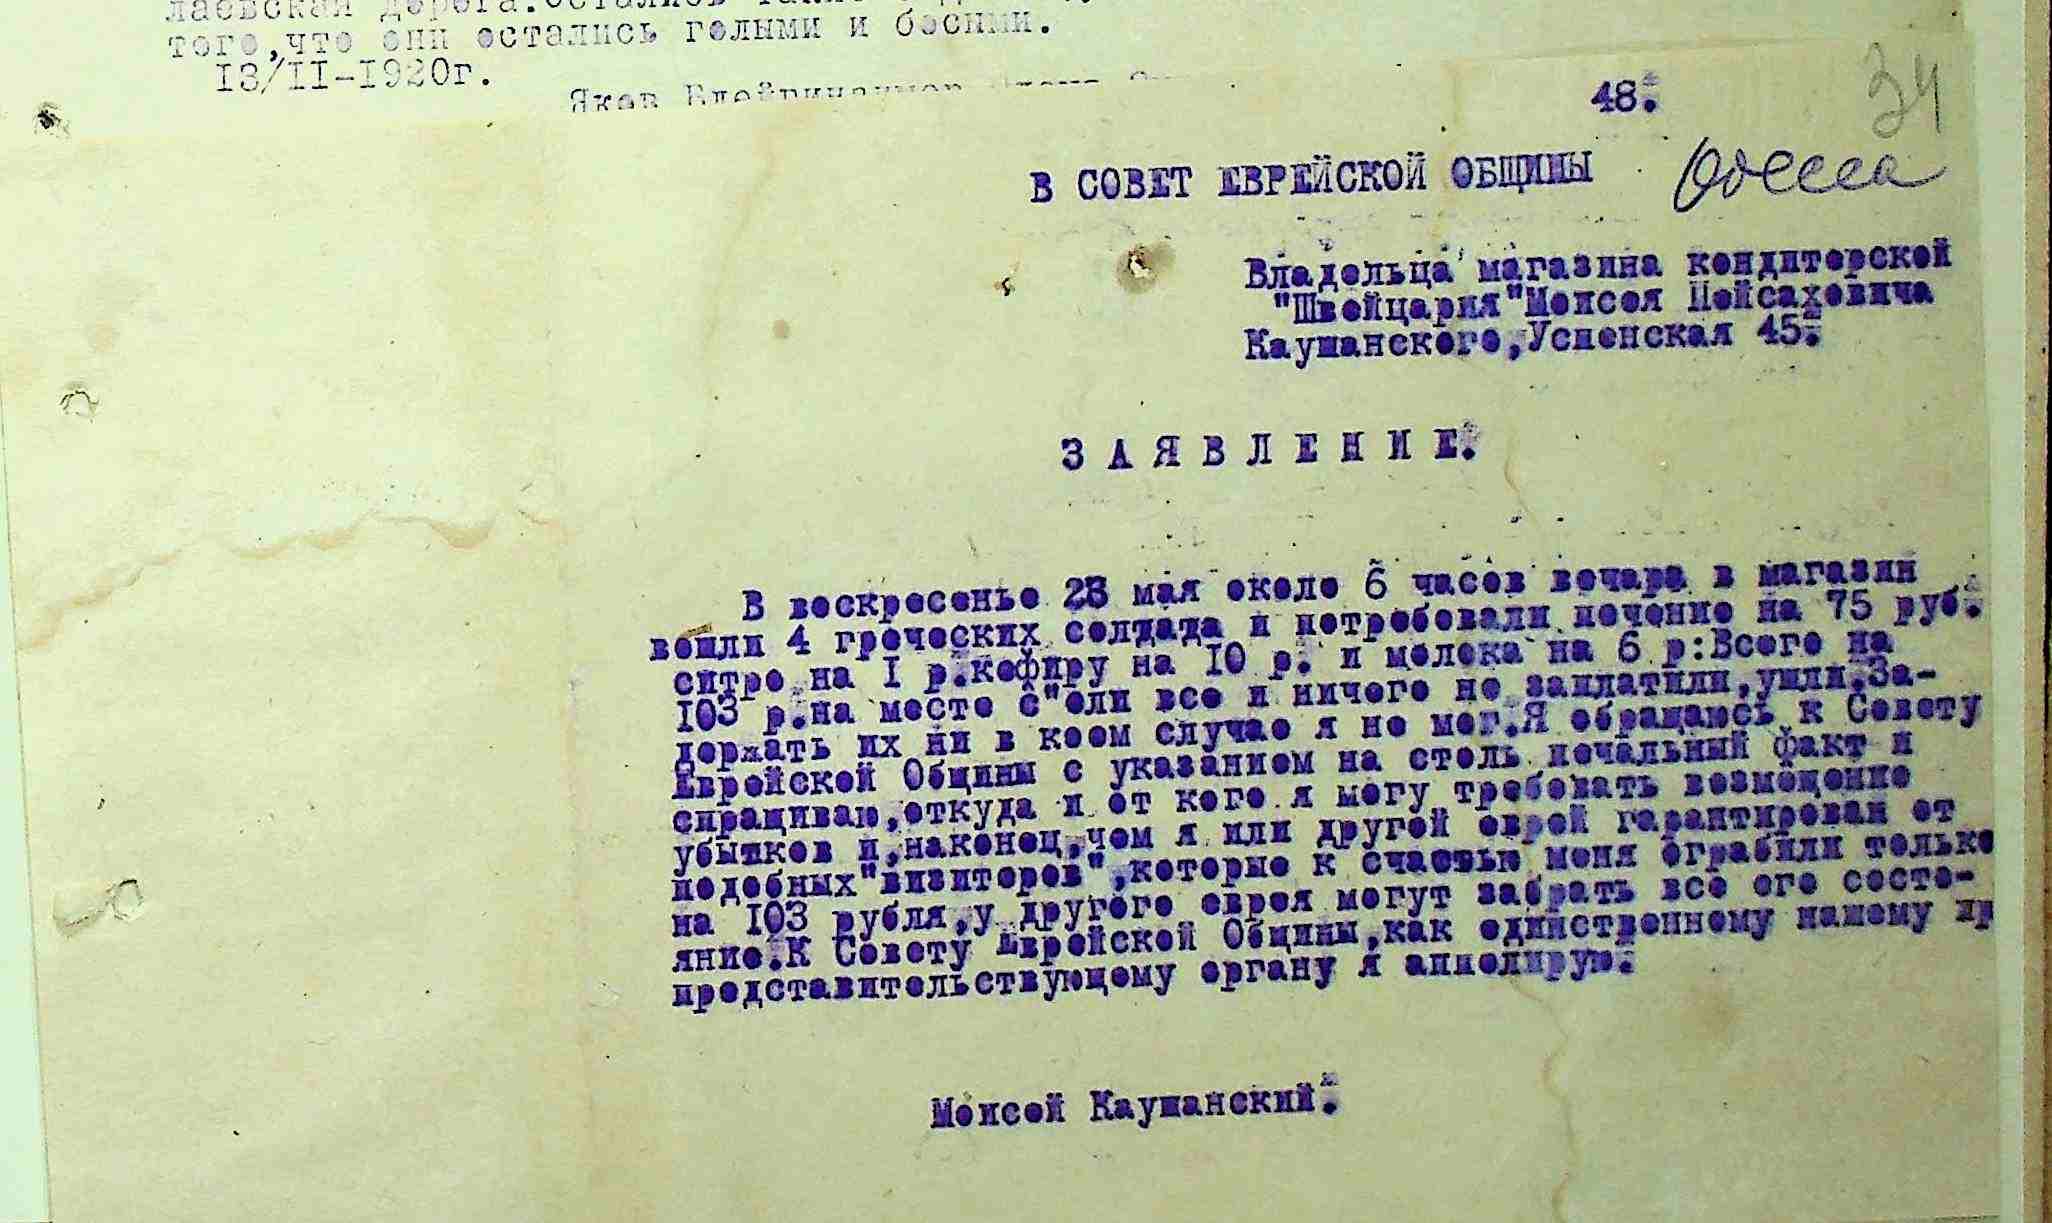 того,что они остались голыми и босыми.
13/II-1920г.
Яков
48.
34
В СОВЕТ ЕВРЕЙСКОЙ ОБЩИНЫ
Одесса
Владельца магазина кондитерской
"Швейцария"Моисея Пейсаховича
Каушанского,Успенская 45.
ЗАЯВЛЕНИЕ.
В воскресенье 23 мая около 6 часов вечара в магазин
вошли 4 греческих солдада и потребовали печение на 75 руб.
ситро на I р.кефиру на 10 р. и молока на 6 р:Всего на
103 р.на месте с"ели все и ничего не заплатили,ушли.За-
держать их ни в коем случае я не мог.Я обращаюсь к Совету
Еврейской Общины с указанием на столь печальный факт и
спрашиваю,откуда и от кого я могу требовать возмещение
убытков и,наконец,чем я или другой еврей гарантирован от
подобных"визитеров",которые к счастью меня ограбили только
на 103 рубля,у другого еврея могут забрать все его состо-
яние.К Совету Еврейской Общины,как единственному нашему пр
представительствующему органу я аппелирую.
Моисей Каушанский.